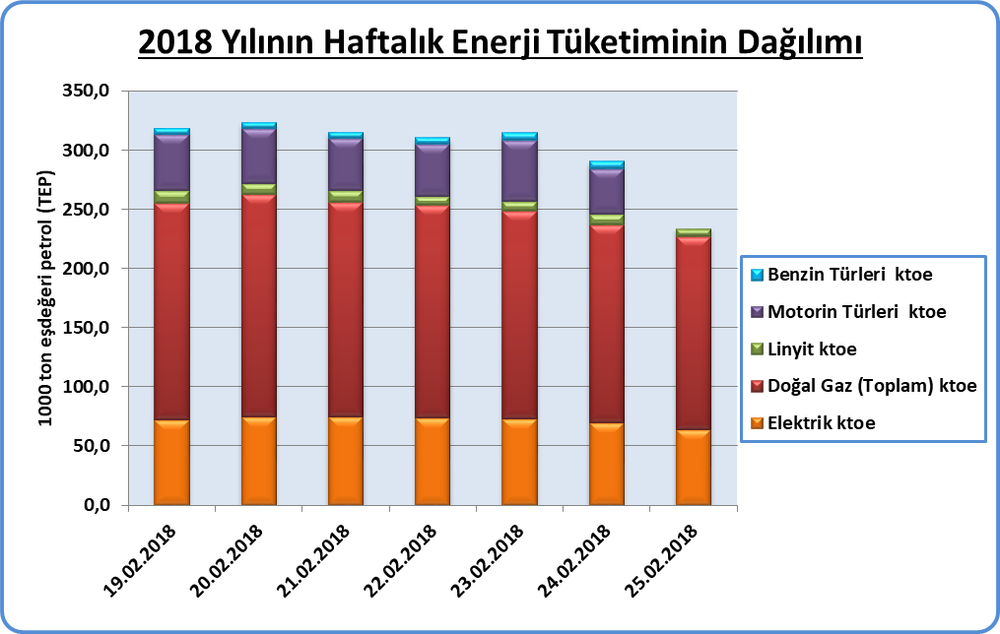 2018 Yılının Haftalık Enerji Tüketiminin Dağılımı
1000 ton eşdeğeri petrol (TEP)
350,0
300,0
250,0
200,0
150,0
100,0
50,0
0,0
19.02.2018
20.02.2018
21.02.2018
22.02.2018
23.02.2018
24.02.2018
25.02.2018
Benzin Türleri ktoe
Motorin Türleri ktoe
Linyit ktoe
Doğal Gaz (Toplam) ktoe
Elektrik ktoe